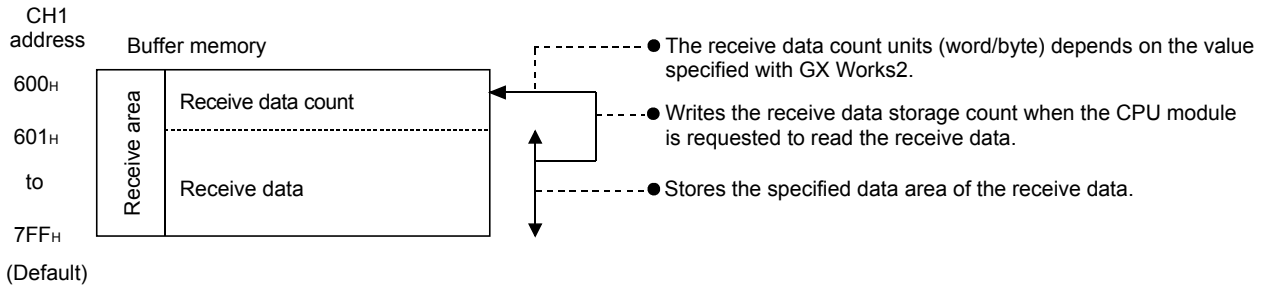 CH1
address
Buffer memory
600H
601H
to
7FFH
(Default)
Receive area
Receive data count
Receive data
● The receive data count units (word/byte) depends on the value
specified with GX Works2.
● Writes the receive data storage count when the CPU module
is requested to read the receive data.
● Stores the specified data area of the receive data.